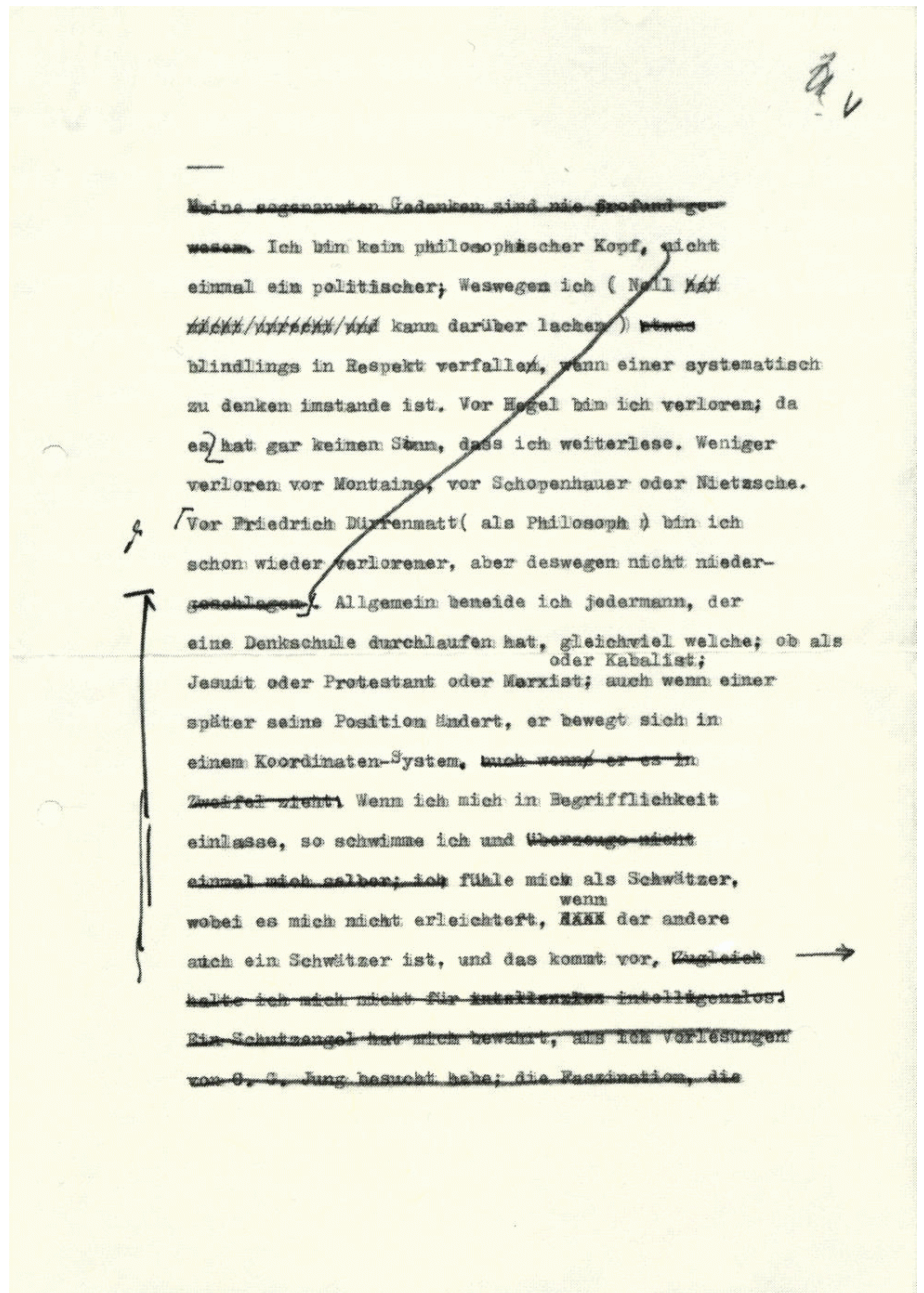 Meine sogenannten Gedanken sind nie profund ge-
wesen. Ich bin kein philosophischer Kopf, nicht
einmal ein politischer; Weswegen ich ( Noll hat
nicht unrecht und kann darüber lachen ) etwas
blindlings in Respekt verfallen, wenn einer systematisch
zu denken imstande ist. Vor Hegel bin ich verloren; da
es hat gar keinen Sinn, dass ich weiterlese. Weniger
verloren vor Montaine, vor Schopenhauer oder Nietzsche.
Vor Friedrich Dürrenmatt( als Philosoph ) bin ich
schon wieder verlorener, aber deswegen nicht nieder-
geschlagen. Allgemein beneide ich jedermann, der
eine Denkschule durchlaufen hat, gleichviel welche; ob als
oder Kabalist;
Jesuit oder Protestant oder Marxist; auch wenn einer
später seine Position ändert, er bewegt sich in
einem Koordinaten-System, auch wenn er es in
Zweifel zieht. Wenn ich mich in Begrifflichkeit
einlasse, so schwimme ich und überzeuge nicht
einmal mich selber; ich fühle mich als Schwätzer,
wenn
wobei es mich nicht erleichtert, der andere
auch ein Schwätzer ist, und das kommt vor. Zugleich
halte ich mich nicht für intelligenzlos.
Ein Schutzengel hat mich bewahrt, als ich Vorlesungen
von C. G. Jung besucht habe; die Faszination, die